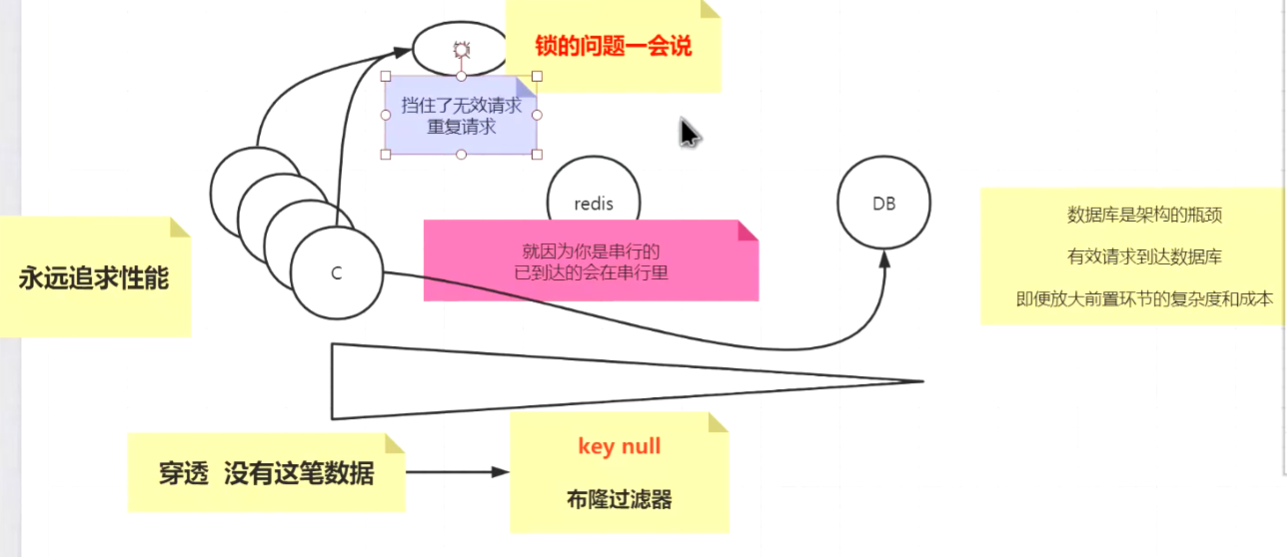 锁的问题一会说
挡住了无效请求
重复请求
redis
DB
数据库是架构的瓶颈
有效请求到达数据库
即便放大前置环节的复杂度和成本
就因为你是串行的
已到达的会在串行里
永远追求性能
C
key null
穿透 没有这笔数据
布隆过滤器